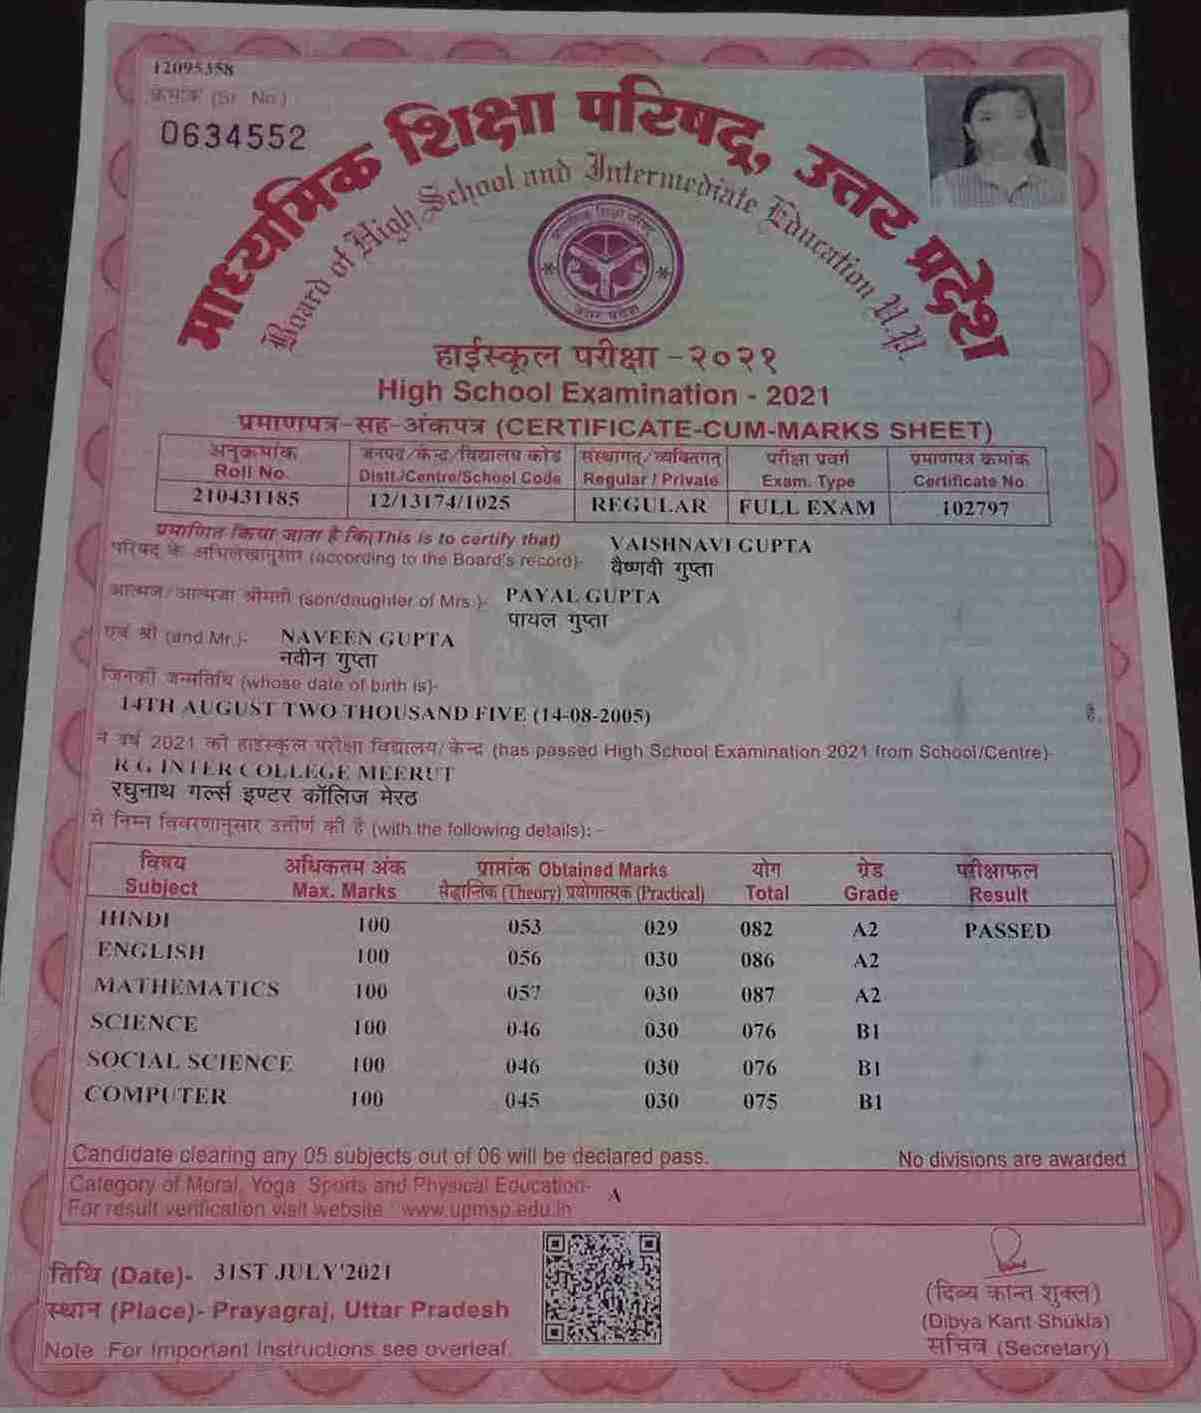 12095358
क्रमांक (Sr. No.)
0634552
माध्यमिक शिक्षा परिषद्, उत्तर प्रदेश
Board of High School and Intermediate Education U.P.
हाईस्कूल परीक्षा - २०२१
High School Examination - 2021
प्रमाणपत्र-सह-अंकपत्र (CERTIFICATE-CUM-MARKS SHEET)
अनुक्रमांक जनपद/केन्द्र/विद्यालय कोड संस्थागत्/व्यक्तिगत् परीक्षा प्रवर्ग प्रमाणपत्र क्रमांक
Roll No. Distt./Centre/School Code Regular / Private Exam. Type Certificate No.
210431185 12/13174/1025 REGULAR FULL EXAM 102797
प्रमाणित किया जाता है कि(This is to certify that) VAISHNAVI GUPTA
परिषद के अभिलेखानुसार (according to the Board's record)- वैष्णवी गुप्ता
आत्मज/आत्मजा श्रीमती (son/daughter of Mrs.)- PAYAL GUPTA
पायल गुप्ता
एवं श्री (and Mr.)- NAVEEN GUPTA
नवीन गुप्ता
जिनकी जन्मतिथि (whose date of birth is)-
14TH AUGUST TWO THOUSAND FIVE (14-08-2005) है,
ने वर्ष 2021 की हाईस्कूल परीक्षा विद्यालय/केन्द्र (has passed High School Examination 2021 from School/Centre)-
R G INTER COLLEGE MEERUT
रघुनाथ गर्ल्स इण्टर कॉलिज मेरठ
से निम्न विवरणानुसार उत्तीर्ण की है (with the following details): -
विषय अधिकतम अंक प्राप्तांक Obtained Marks योग ग्रेड परीक्षाफल
Subject Max. Marks सैद्धान्तिक (Theory) प्रयोगात्मक (Practical) Total Grade Result
HINDI 100 053 029 082 A2 PASSED
ENGLISH 100 056 030 086 A2
MATHEMATICS 100 057 030 087 A2
SCIENCE 100 046 030 076 B1
SOCIAL SCIENCE 100 046 030 076 B1
COMPUTER 100 045 030 075 B1
Candidate clearing any 05 subjects out of 06 will be declared pass. No divisions are awarded
Category of Moral, Yoga, Sports and Physical Education- A
For result verification visit website : www.upmsp.edu.in
तिथि (Date)- 31ST JULY'2021
स्थान (Place)- Prayagraj, Uttar Pradesh
Note :For Important Instructions see overleaf.
(दिव्य कान्त शुक्ल)
(Dibya Kant Shukla)
सचिव (Secretary)